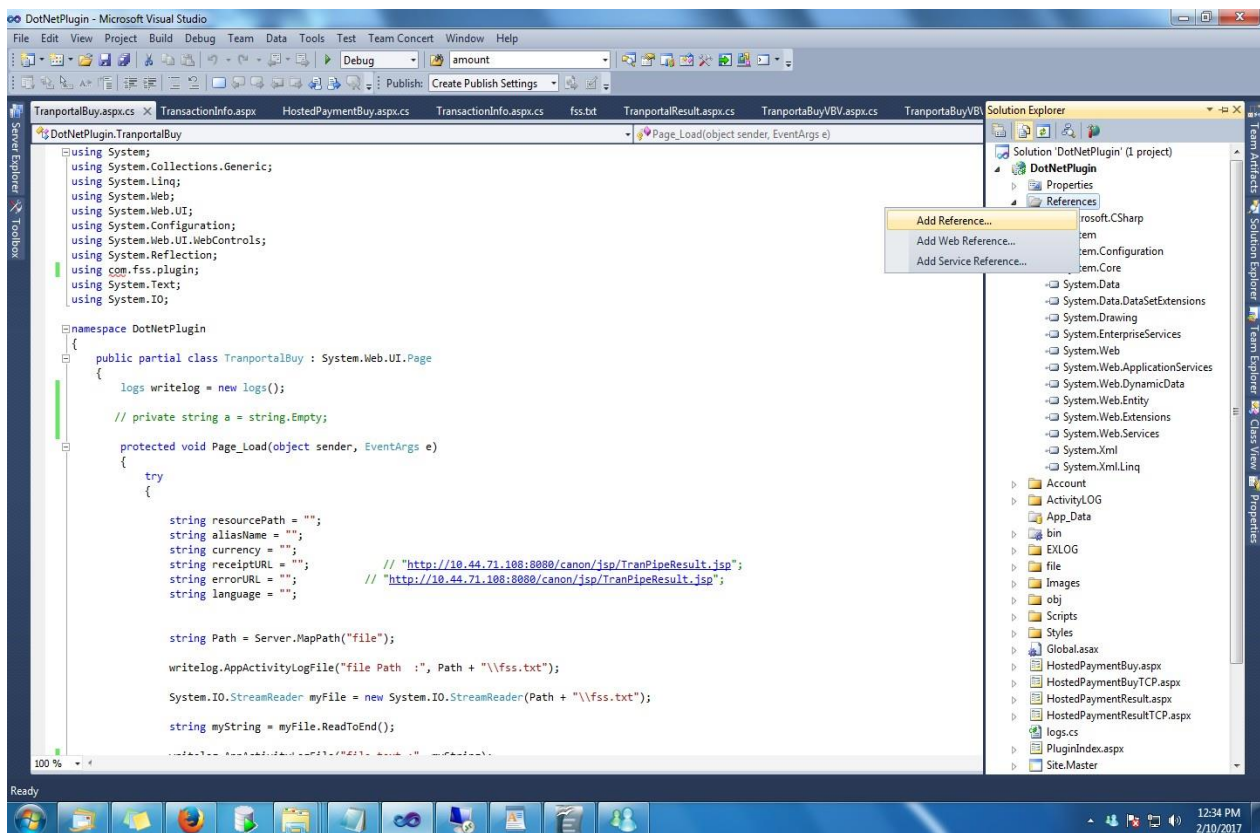 DotNetPlugin - Microsoft Visual Studio
File Edit View Project Build Debug Team Data Tools Test Team Concert Window Help
Debug amount
Publish: Create Publish Settings
TranportalBuy.aspx.cs TransactionInfo.aspx HostedPaymentBuy.aspx.cs TransactionInfo.aspx.cs fss.txt TranportalResult.aspx.cs TranportaBuyVBV.aspx.cs TranportaBuyVBV
DotNetPlugin.TranportalBuy Page_Load(object sender, EventArgs e)
using System;
using System.Collections.Generic;
using System.Linq;
using System.Web;
using System.Web.UI;
using System.Configuration;
using System.Web.UI.WebControls;
using System.Reflection;
using com.fss.plugin;
using System.Text;
using System.IO;
namespace DotNetPlugin
{
public partial class TranportalBuy : System.Web.UI.Page
{
logs writelog = new logs();
// private string a = string.Empty;
protected void Page_Load(object sender, EventArgs e)
{
try
{
string resourcePath = "";
string aliasName = "";
string currency = "";
string receiptURL = ""; // "http://10.44.71.108:8080/canon/jsp/TranPipeResult.jsp";
string errorURL = ""; // "http://10.44.71.108:8080/canon/jsp/TranPipeResult.jsp";
string language = "";
string Path = Server.MapPath("file");
writelog.AppActivityLogFile("file Path :", Path + "\\fss.txt");
System.IO.StreamReader myFile = new System.IO.StreamReader(Path + "\\fss.txt");
string myString = myFile.ReadToEnd();
100 %
Add Reference...
Add Web Reference...
Add Service Reference...
Solution Explorer
Solution 'DotNetPlugin' (1 project)
DotNetPlugin
Properties
References
rosoft.CSharp
tem
tem.Configuration
tem.Core
System.Data
System.Data.DataSetExtensions
System.Drawing
System.EnterpriseServices
System.Web
System.Web.ApplicationServices
System.Web.DynamicData
System.Web.Entity
System.Web.Extensions
System.Web.Services
System.Xml
System.Xml.Linq
Account
ActivityLOG
App_Data
bin
EXLOG
file
Images
obj
Scripts
Styles
Global.asax
HostedPaymentBuy.aspx
HostedPaymentBuyTCP.aspx
HostedPaymentResult.aspx
HostedPaymentResultTCP.aspx
logs.cs
PluginIndex.aspx
Site.Master
Server Explorer
Toolbox
Team Artifacts
Solution Explorer
Team Explorer
Class View
Properties
Ready
12:34 PM
2/10/2017